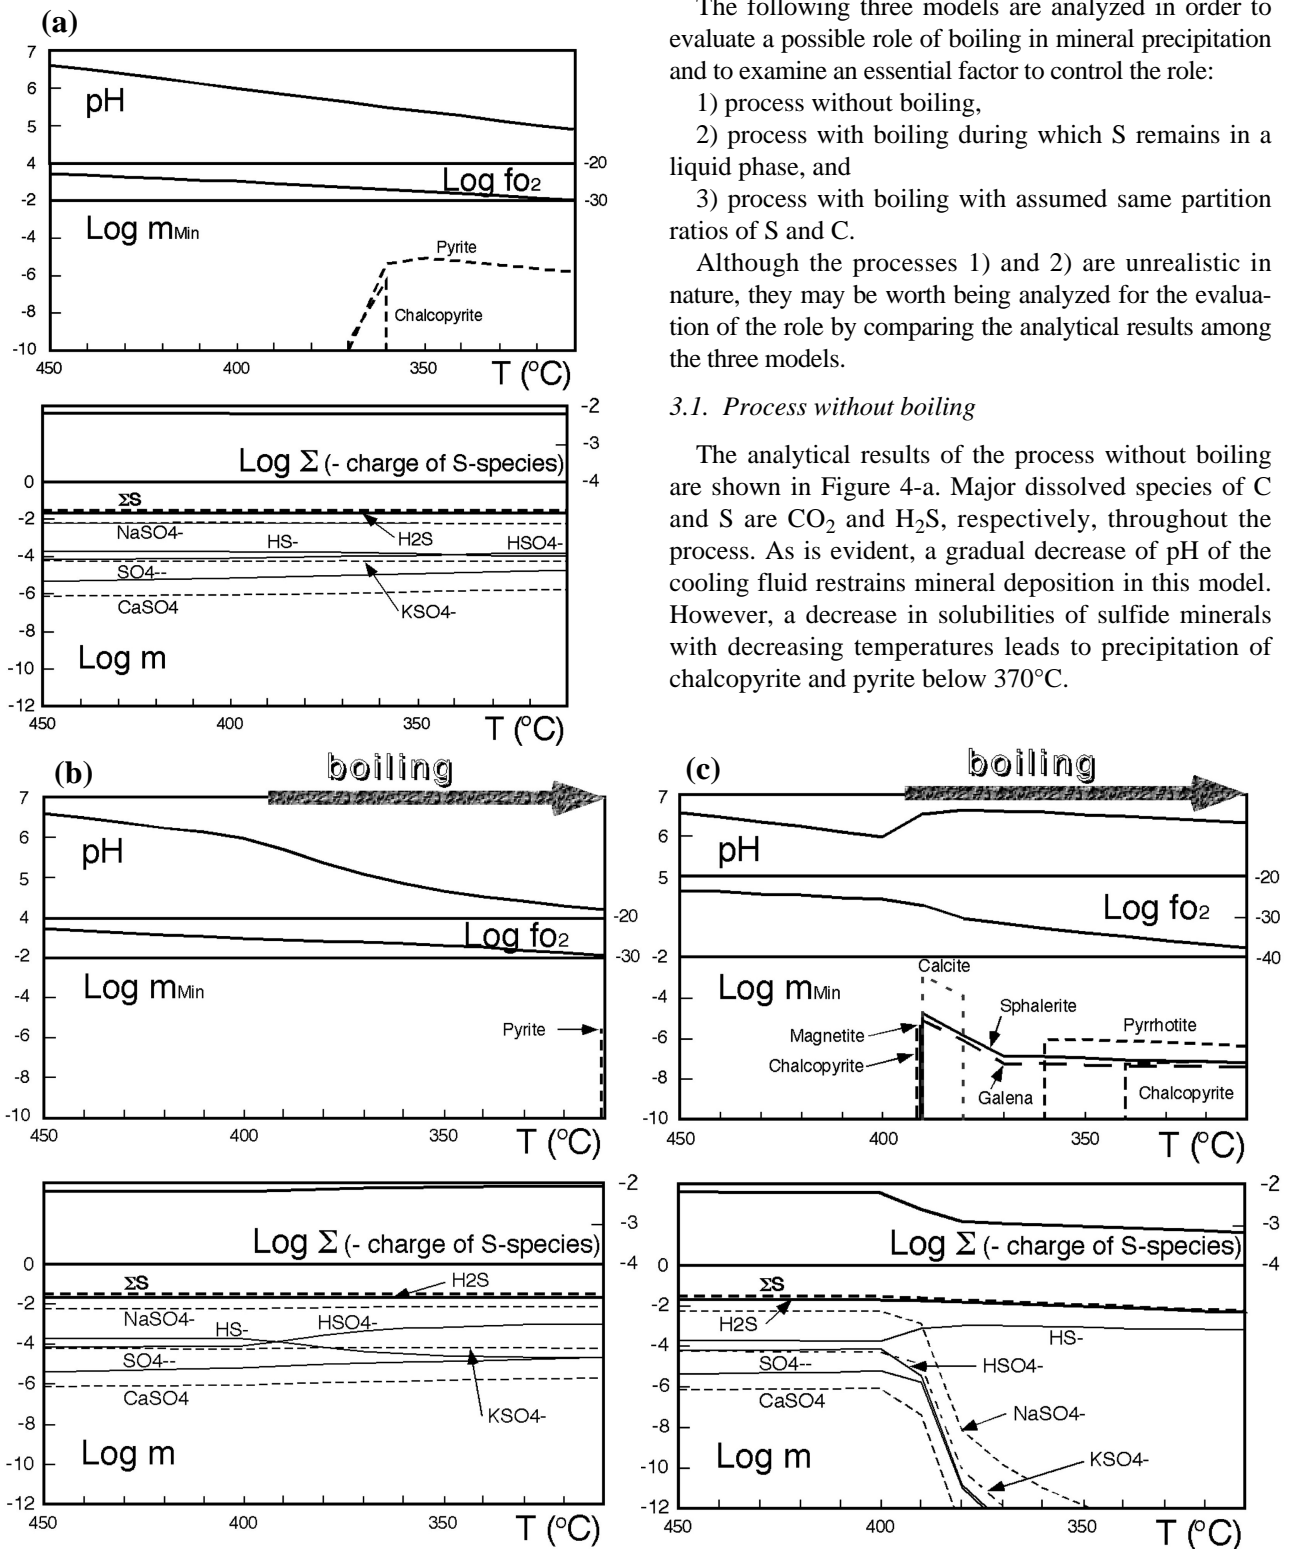 (a)
7
6
pH
5
4
-20
Log fo2
-2
-30
Log mMin
-4
Pyrite
-6
-8
Chalcopyrite
-10
450
400
350
T (°C)
-2
-3
Log Σ (- charge of S-species)
0
-4
ΣS
-2
NaSO4-
HS-
H2S
HSO4-
-4
SO4--
-6
CaSO4
KSO4-
-8
Log m
-10
-12
450
400
350
T (°C)
The following three models are analyzed in order to
evaluate a possible role of boiling in mineral precipitation
and to examine an essential factor to control the role:
1) process without boiling,
2) process with boiling during which S remains in a
liquid phase, and
3) process with boiling with assumed same partition
ratios of S and C.
Although the processes 1) and 2) are unrealistic in
nature, they may be worth being analyzed for the evalua-
tion of the role by comparing the analytical results among
the three models.
3.1. Process without boiling
The analytical results of the process without boiling
are shown in Figure 4-a. Major dissolved species of C
and S are CO2 and H2S, respectively, throughout the
process. As is evident, a gradual decrease of pH of the
cooling fluid restrains mineral deposition in this model.
However, a decrease in solubilities of sulfide minerals
with decreasing temperatures leads to precipitation of
chalcopyrite and pyrite below 370°C.
(b)
boiling
7
6
pH
5
4
-20
Log fo2
-2
-30
-4
Log mMin
Pyrite
-6
-8
-10
450
400
350
T (°C)
-2
-3
Log Σ (- charge of S-species)
0
-4
ΣS
H2S
-2
NaSO4-
HS-
HSO4-
-4
SO4--
-6
CaSO4
KSO4-
-8
-10
Log m
-12
450
400
350
T (°C)
(c)
boiling
7
6
pH
5
-20
Log fo2
-30
-2
-40
Calcite
Log mMin
-4
Sphalerite
Magnetite
Pyrrhotite
-6
Chalcopyrite
-8
Galena
Chalcopyrite
-10
450
400
350
T (°C)
-2
-3
Log Σ (- charge of S-species)
0
-4
ΣS
-2
H2S
HS-
-4
SO4--
HSO4-
-6
CaSO4
NaSO4-
-8
Log m
KSO4-
-10
-12
450
400
350
T (°C)